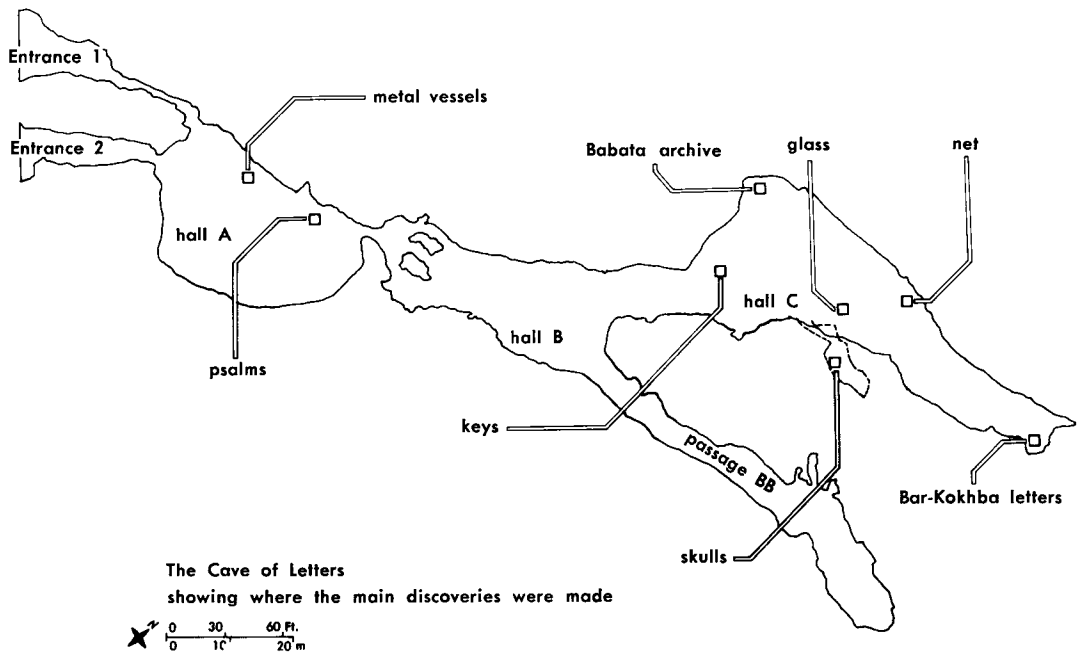 Entrance 1
metal vessels
Entrance 2
Babata archive
glass
net
hall A
hall C
hall B
psalms
keys
passage BB
Bar-Kokhba letters
skulls
The Cave of Letters
showing where the main discoveries were made
N
0 30 60 Ft.
0 10 20 m